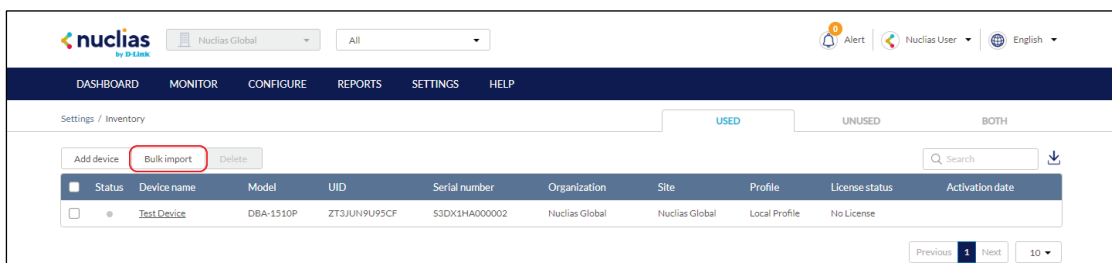 nuclias Nuclias Global All 0 Alert Nuclias User English
by D-Link
DASHBOARD MONITOR CONFIGURE REPORTS SETTINGS HELP
Settings / Inventory USED UNUSED BOTH
Add device Bulk import Delete Search
Status Device name Model UID Serial number Organization Site Profile License status Activation date
Test Device DBA-1510P ZT3JUN9U95CF S3DX1HA000002 Nuclias Global Nuclias Global Local Profile No License
Previous 1 Next 10